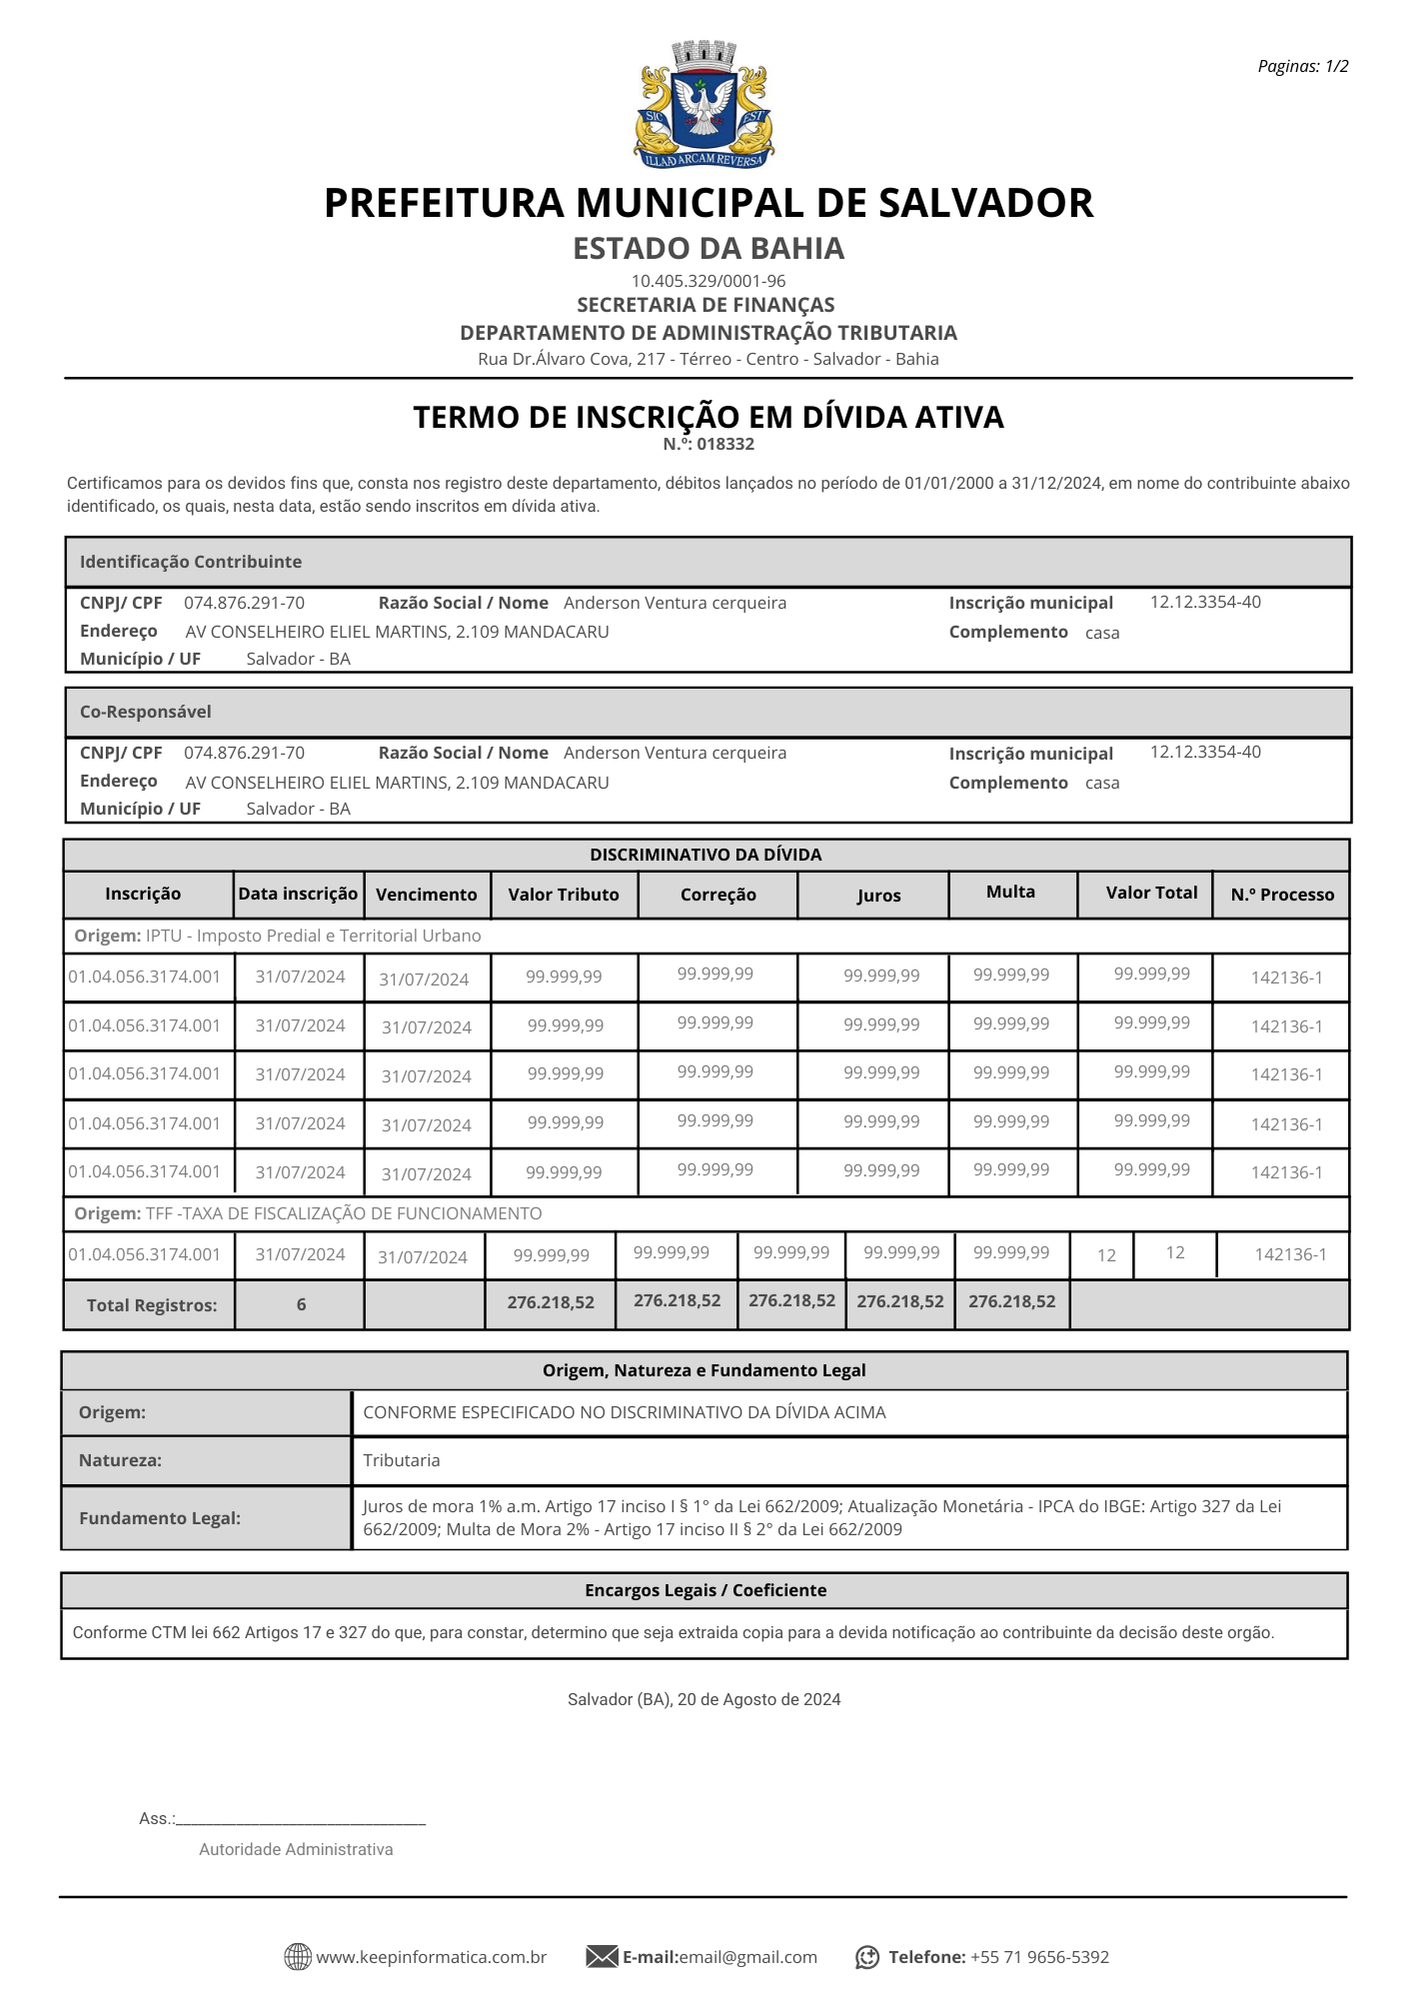 Paginas: 1/2
SIC EST
ILLA AD ARCAM REVERSA
PREFEITURA MUNICIPAL DE SALVADOR
ESTADO DA BAHIA
10.405.329/0001-96
SECRETARIA DE FINANÇAS
DEPARTAMENTO DE ADMINISTRAÇÃO TRIBUTARIA
Rua Dr.Álvaro Cova, 217 - Térreo - Centro - Salvador - Bahia
TERMO DE INSCRIÇÃO EM DÍVIDA ATIVA
N.º: 018332
Certificamos para os devidos fins que, consta nos registro deste departamento, débitos lançados no período de 01/01/2000 a 31/12/2024, em nome do contribuinte abaixo
identificado, os quais, nesta data, estão sendo inscritos em dívida ativa.
Identificação Contribuinte
CNPJ/ CPF 074.876.291-70 Razão Social / Nome Anderson Ventura cerqueira Inscrição municipal 12.12.3354-40
Endereço AV CONSELHEIRO ELIEL MARTINS, 2.109 MANDACARU Complemento casa
Município / UF Salvador - BA
Co-Responsável
CNPJ/ CPF 074.876.291-70 Razão Social / Nome Anderson Ventura cerqueira Inscrição municipal 12.12.3354-40
Endereço AV CONSELHEIRO ELIEL MARTINS, 2.109 MANDACARU Complemento casa
Município / UF Salvador - BA
DISCRIMINATIVO DA DÍVIDA
Inscrição Data inscrição Vencimento Valor Tributo Correção Juros Multa Valor Total N.º Processo
Origem: IPTU - Imposto Predial e Territorial Urbano
01.04.056.3174.001 31/07/2024 31/07/2024 99.999,99 99.999,99 99.999,99 99.999,99 99.999,99 142136-1
01.04.056.3174.001 31/07/2024 31/07/2024 99.999,99 99.999,99 99.999,99 99.999,99 99.999,99 142136-1
01.04.056.3174.001 31/07/2024 31/07/2024 99.999,99 99.999,99 99.999,99 99.999,99 99.999,99 142136-1
01.04.056.3174.001 31/07/2024 31/07/2024 99.999,99 99.999,99 99.999,99 99.999,99 99.999,99 142136-1
01.04.056.3174.001 31/07/2024 31/07/2024 99.999,99 99.999,99 99.999,99 99.999,99 99.999,99 142136-1
Origem: TFF -TAXA DE FISCALIZAÇÃO DE FUNCIONAMENTO
01.04.056.3174.001 31/07/2024 31/07/2024 99.999,99 99.999,99 99.999,99 99.999,99 99.999,99 12 12 142136-1
Total Registros: 6 276.218,52 276.218,52 276.218,52 276.218,52 276.218,52
Origem, Natureza e Fundamento Legal
Origem: CONFORME ESPECIFICADO NO DISCRIMINATIVO DA DÍVIDA ACIMA
Natureza: Tributaria
Fundamento Legal: Juros de mora 1% a.m. Artigo 17 inciso I § 1° da Lei 662/2009; Atualização Monetária - IPCA do IBGE: Artigo 327 da Lei
662/2009; Multa de Mora 2% - Artigo 17 inciso II § 2° da Lei 662/2009
Encargos Legais / Coeficiente
Conforme CTM lei 662 Artigos 17 e 327 do que, para constar, determino que seja extraida copia para a devida notificação ao contribuinte da decisão deste orgão.
Salvador (BA), 20 de Agosto de 2024
Ass.:______________________________
Autoridade Administrativa
www.keepinformatica.com.br E-mail:email@gmail.com Telefone: +55 71 9656-5392